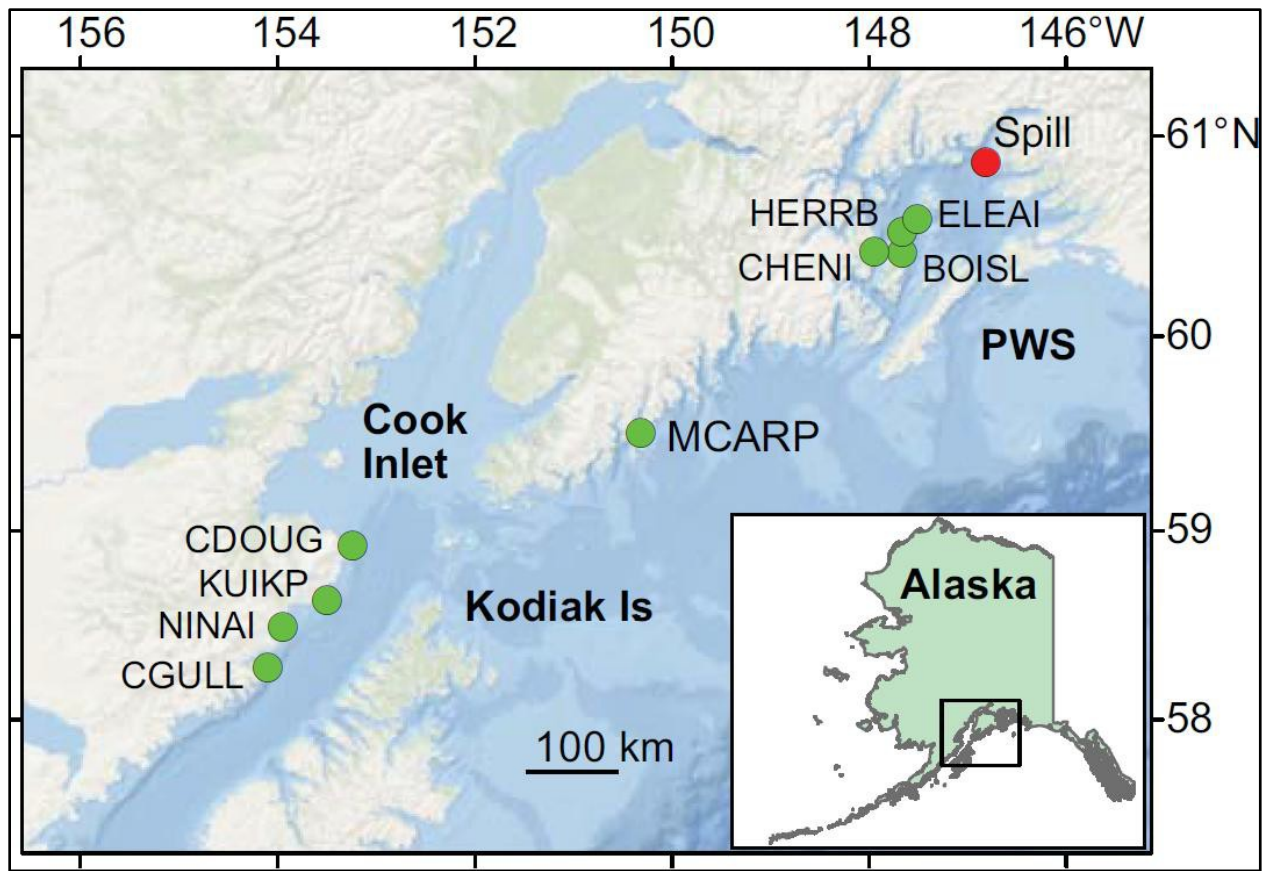 156
154
152
150
148
146°W
61°N
Spill
HERRB
ELEAI
CHENI
BOISL
PWS
60
Cook
Inlet
MCARP
59
CDOUG
KUIKP
Kodiak Is
Alaska
NINAI
CGULL
58
100 km